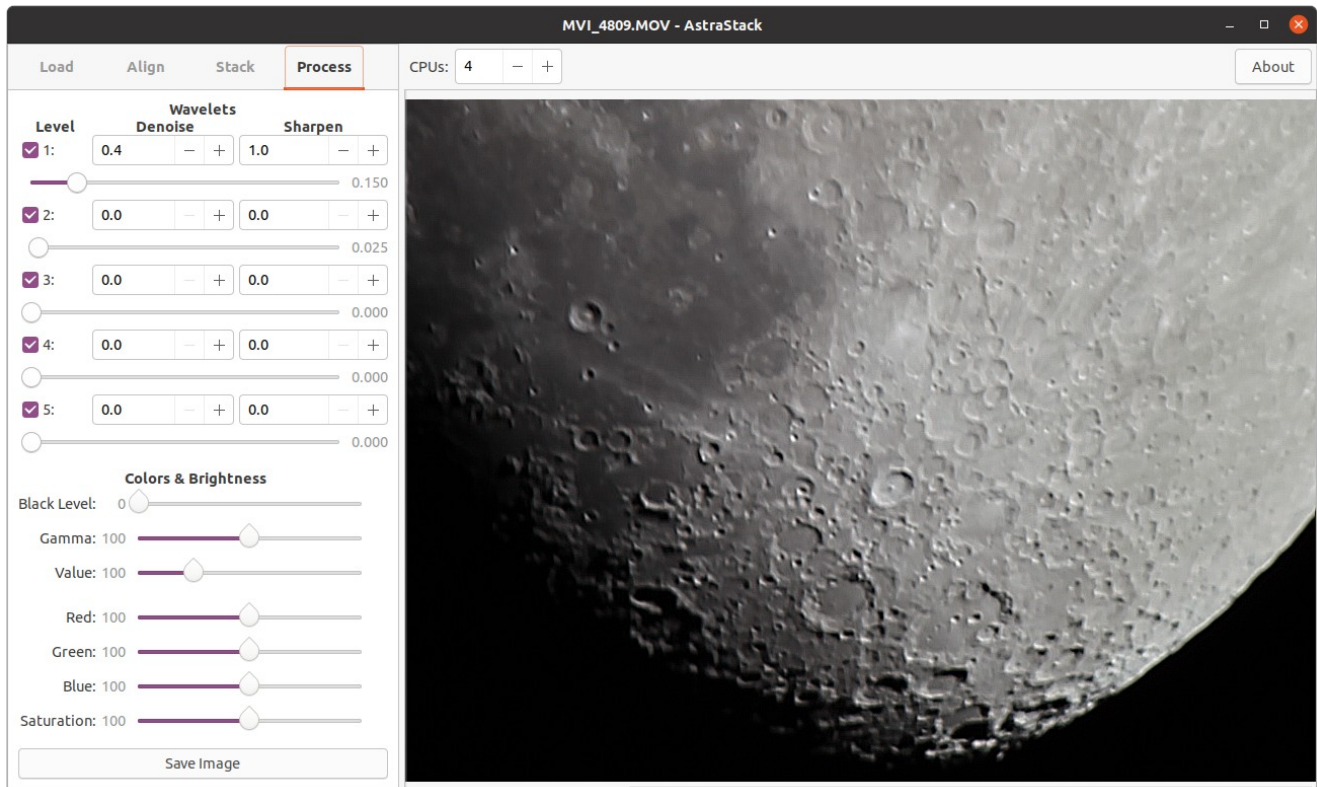 MVI_4809.MOV - AstraStack
Load Align Stack Process
CPUs: 4 − + About
Wavelets
Level Denoise Sharpen
1: 0.4 − + 1.0 − +
0.150
2: 0.0 − + 0.0 − +
0.025
3: 0.0 − + 0.0 − +
0.000
4: 0.0 − + 0.0 − +
0.000
5: 0.0 − + 0.0 − +
0.000
Colors & Brightness
Black Level: 0
Gamma: 100
Value: 100
Red: 100
Green: 100
Blue: 100
Saturation: 100
Save Image